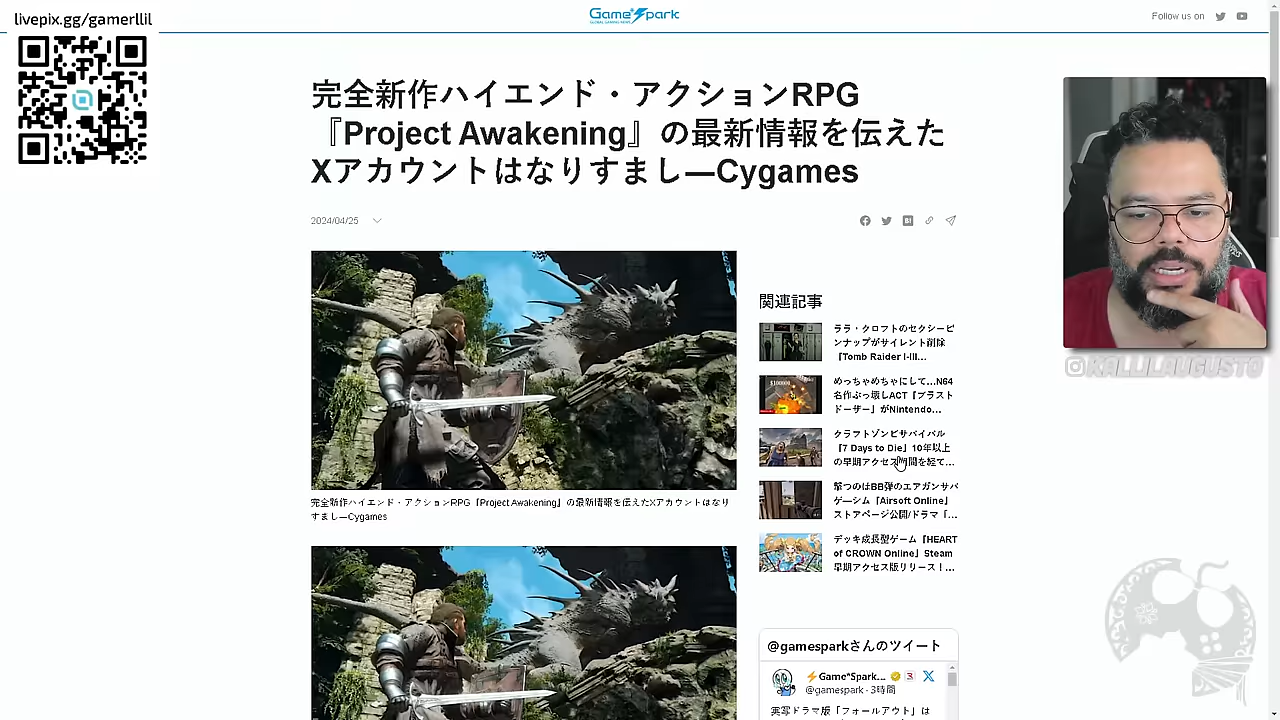 livepix.gg/gamerllil
Game*Spark
Follow us on
完全新作ハイエンド・アクションRPG
『Project Awakening』の最新情報を伝えた
Xアカウントはなりすまし―Cygames
2024/04/25
完全新作ハイエンド・アクションRPG『Project Awakening』の最新情報を伝えたXアカウントはなり
すまし―Cygames
関連記事
ララ・クロフトのセクシーピ
ンナップがサイレント削除
『Tomb Raider I-III...
めっちゃめちゃにして…N64
名作ぶっ壊しACT『ブラスト
ドーザー』がNintendo...
クラフトゾンビサバイバル
『7 Days to Die』10年以上
の早期アクセス期間を経て...
撃つのはBB弾のエアガンサバ
ゲーシム『Airsoft Online』
ストアページ公開/ドラマ『...
デッキ成長型ゲーム『HEART
of CROWN Online』Steam
早期アクセス版リリース！...
@gamesparkさんのツイート
⚡Game*Spark...
@gamespark·3時間
実写ドラマ版「フォールアウト」は
@KALLILAUGUSTO